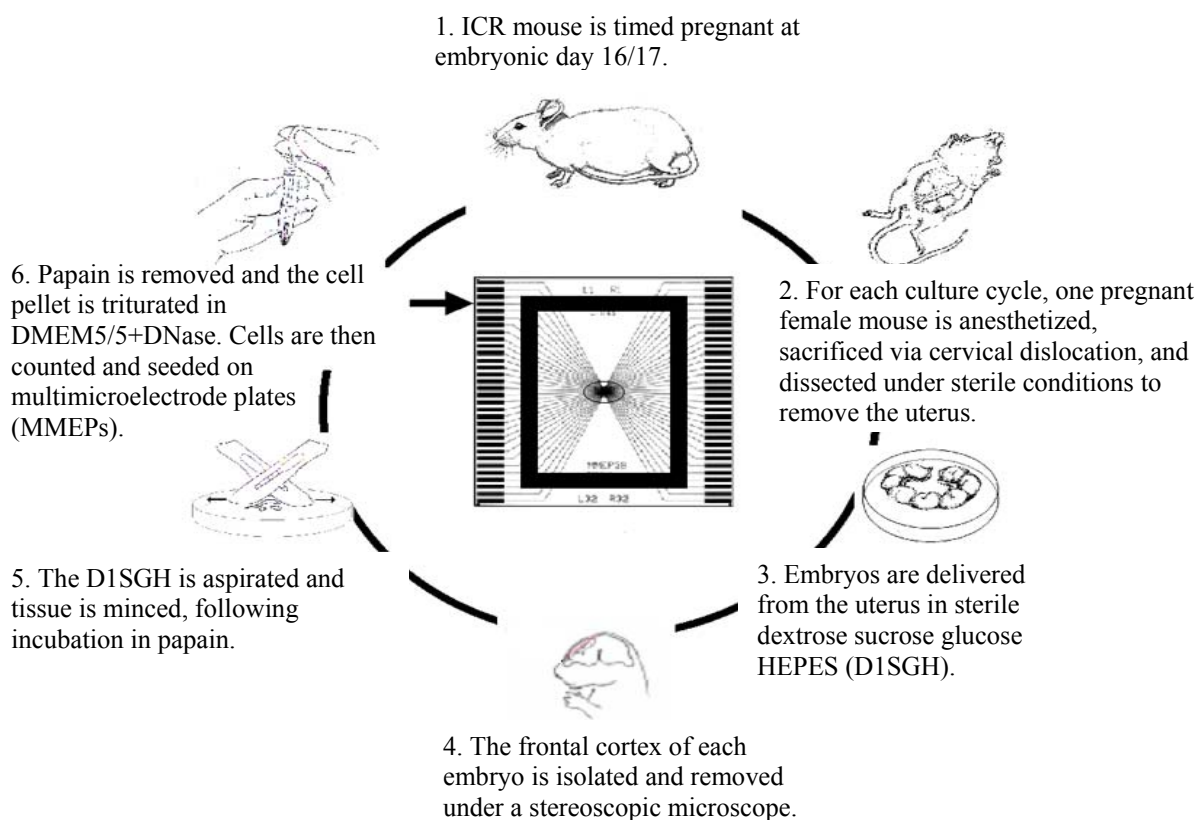 1. ICR mouse is timed pregnant at
embryonic day 16/17.
2. For each culture cycle, one pregnant
female mouse is anesthetized,
sacrificed via cervical dislocation, and
dissected under sterile conditions to
remove the uterus.
3. Embryos are delivered
from the uterus in sterile
dextrose sucrose glucose
HEPES (D1SGH).
4. The frontal cortex of each
embryo is isolated and removed
under a stereoscopic microscope.
5. The D1SGH is aspirated and
tissue is minced, following
incubation in papain.
6. Papain is removed and the cell
pellet is triturated in
DMEM5/5+DNase. Cells are then
counted and seeded on
multimicroelectrode plates
(MMEPs).
L1 R1
L32 R32